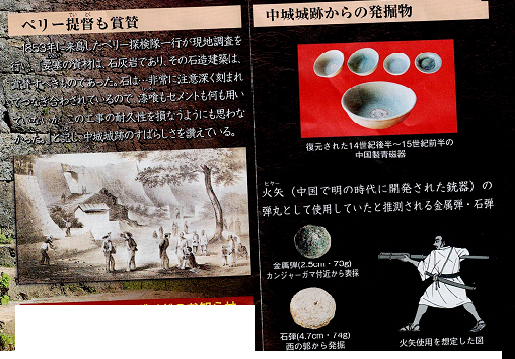 ペリー提督も賞賛
1853年に来島したペリー探検隊一行が現地調査を
行い、「要塞の資材は、石灰岩であり、その石造建築は、
賞賛すべきものであった。石は…非常に注意深く刻まれ
てつなぎ合わされているので、漆喰もセメントも何も用い
ていないが、この工事の耐久性を損なうようにも思わな
かった。」と記し、中城城跡のすばらしさを讃えている。
中城城跡からの発掘物
復元された14世紀後半~15世紀前半の
中国製青磁器
火矢(中国で明の時代に開発された銃器)の
弾丸として使用していたと推測される金属弾・石弾
金属弾(2.5cm・70g)
カンジャーガマ付近から表採
石弾(4.7cm・74g)
西の郭から発掘
火矢使用を想定した図